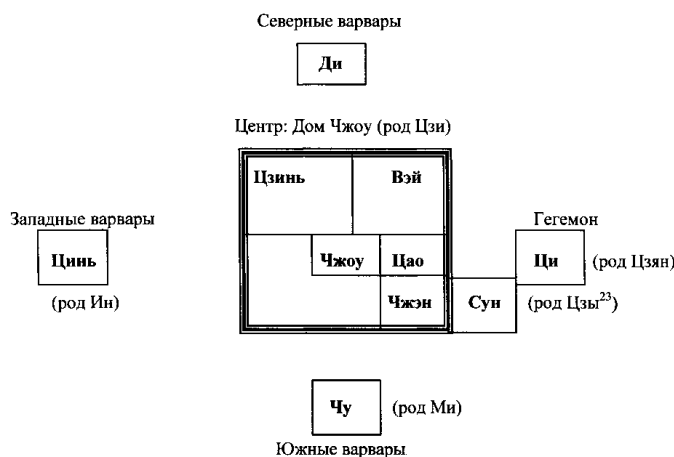 Северные варвары
Ди
Центр: Дом Чжоу (род Цзи)
Цзинь Вэй
Западные варвары Гегемон
Цинь Чжоу Цао Ци (род Цзян)
(род Ин) Чжэн Сун (род Цзы23)
Чу (род Ми)
Южные варвары